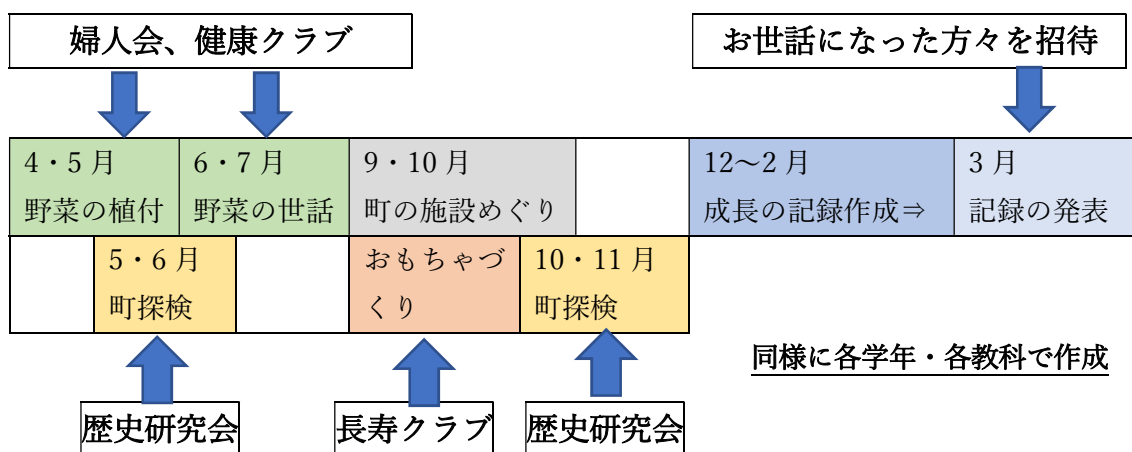 婦人会、健康クラブ
お世話になった方々を招待
4・5 月
野菜の植付
6・7 月
野菜の世話
9・10 月
町の施設めぐり
12～2 月
成長の記録作成⇒
3 月
記録の発表
5・6 月
町探検
おもちゃづ
くり
10・11 月
町探検
同様に各学年・各教科で作成
歴史研究会
長寿クラブ
歴史研究会